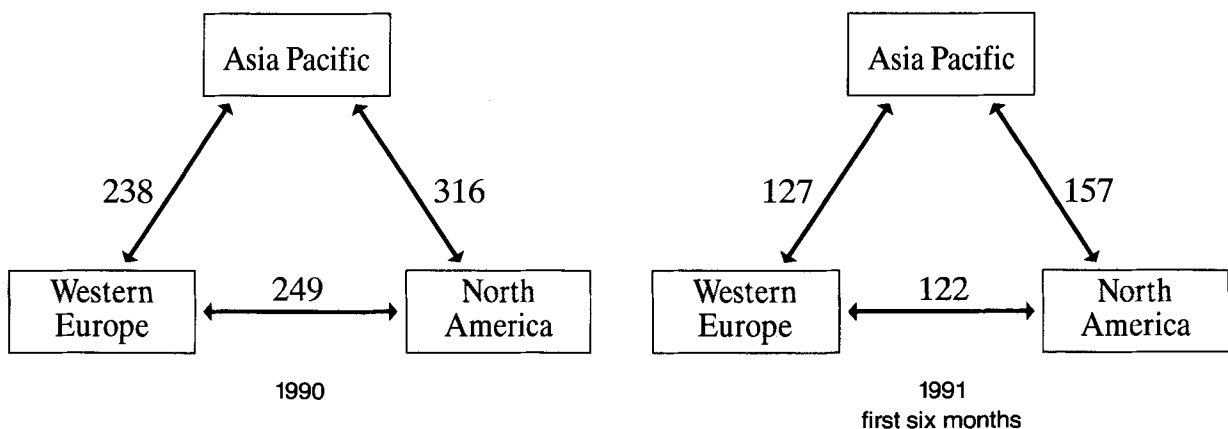 Asia Pacific
238
316
Western
Europe
249
North
America
1990
Asia Pacific
127
157
Western
Europe
122
North
America
1991
first six months